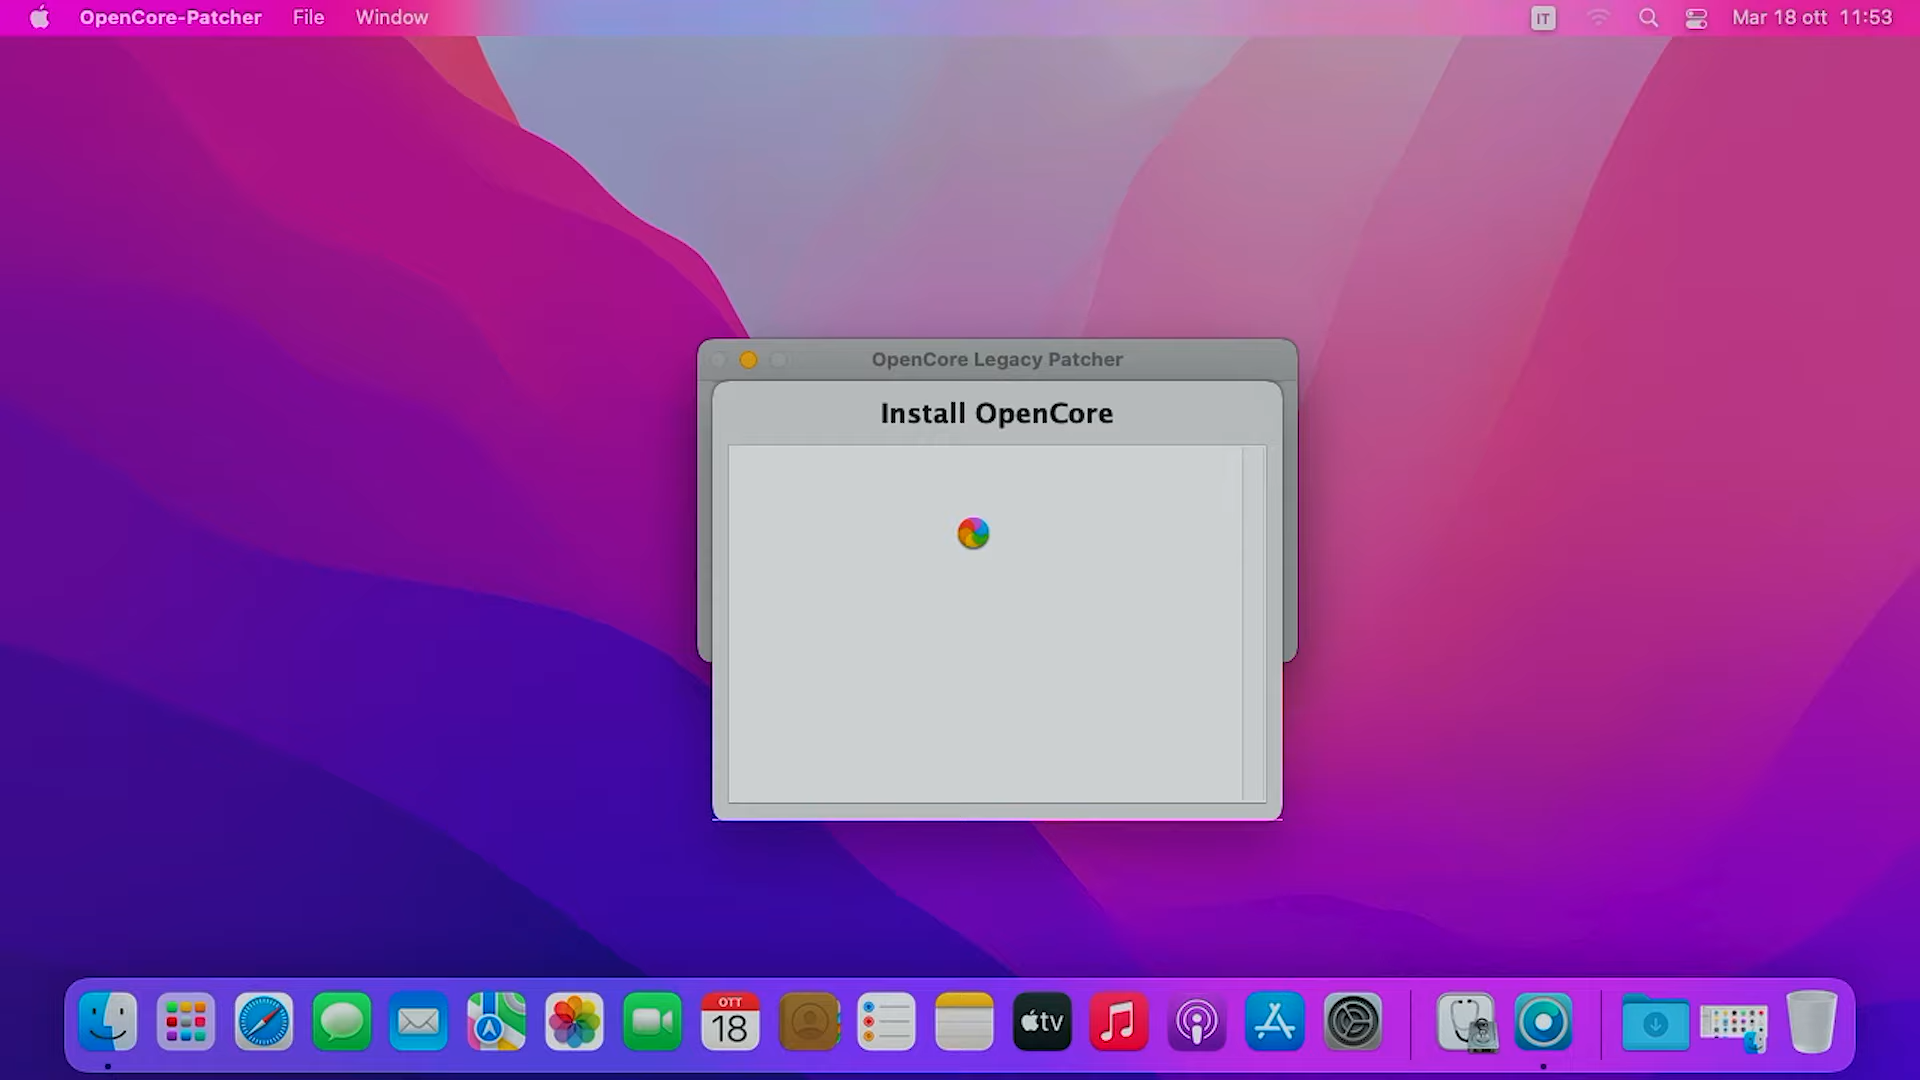 OpenCore-Patcher File Window IT Mar 18 ott 11:53
OpenCore Legacy Patcher
Install OpenCore
OTT
18
tv